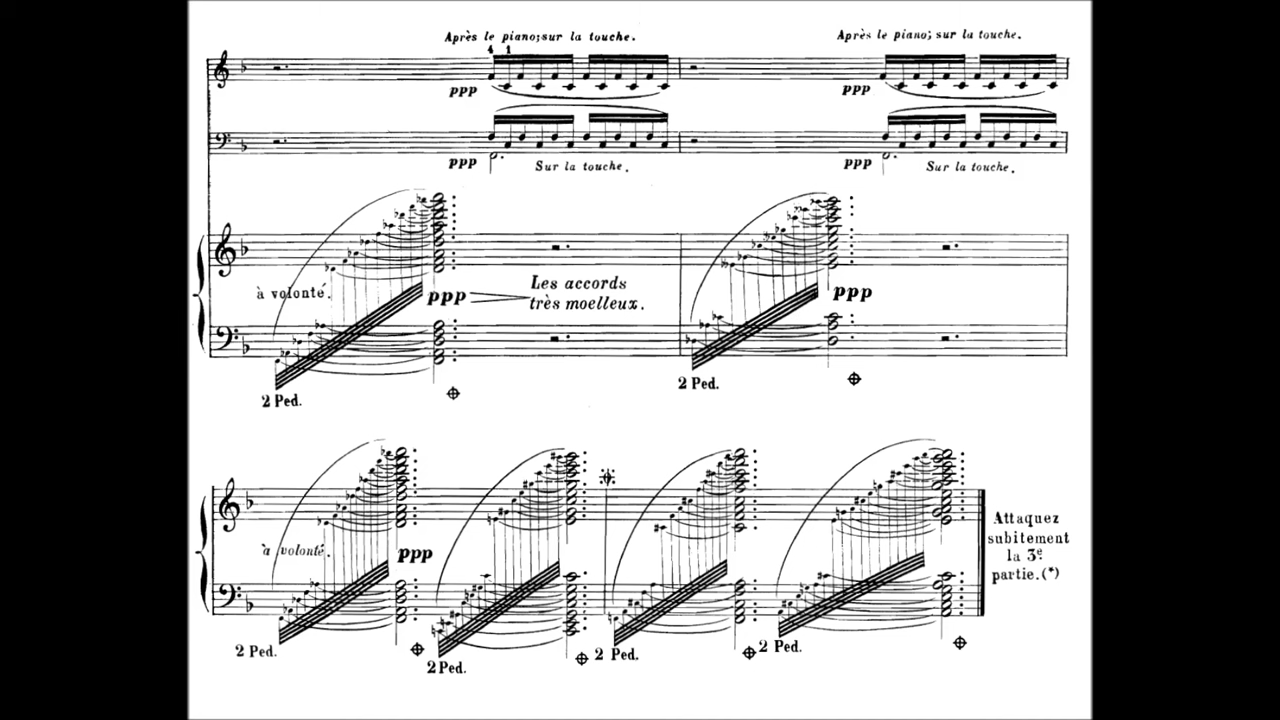 Après le piano; sur la touche.
Après le piano; sur la touche.
4 1
ppp
ppp
ppp
Sur la touche.
ppp
Sur la touche.
à volonté.
ppp
Les accords
très moelleux.
ppp
2 Ped.
2 Ped.
à volonté.
ppp
Attaquez
subitement
la 3e
partie.(*)
2 Ped.
2 Ped.
2 Ped.
2 Ped.